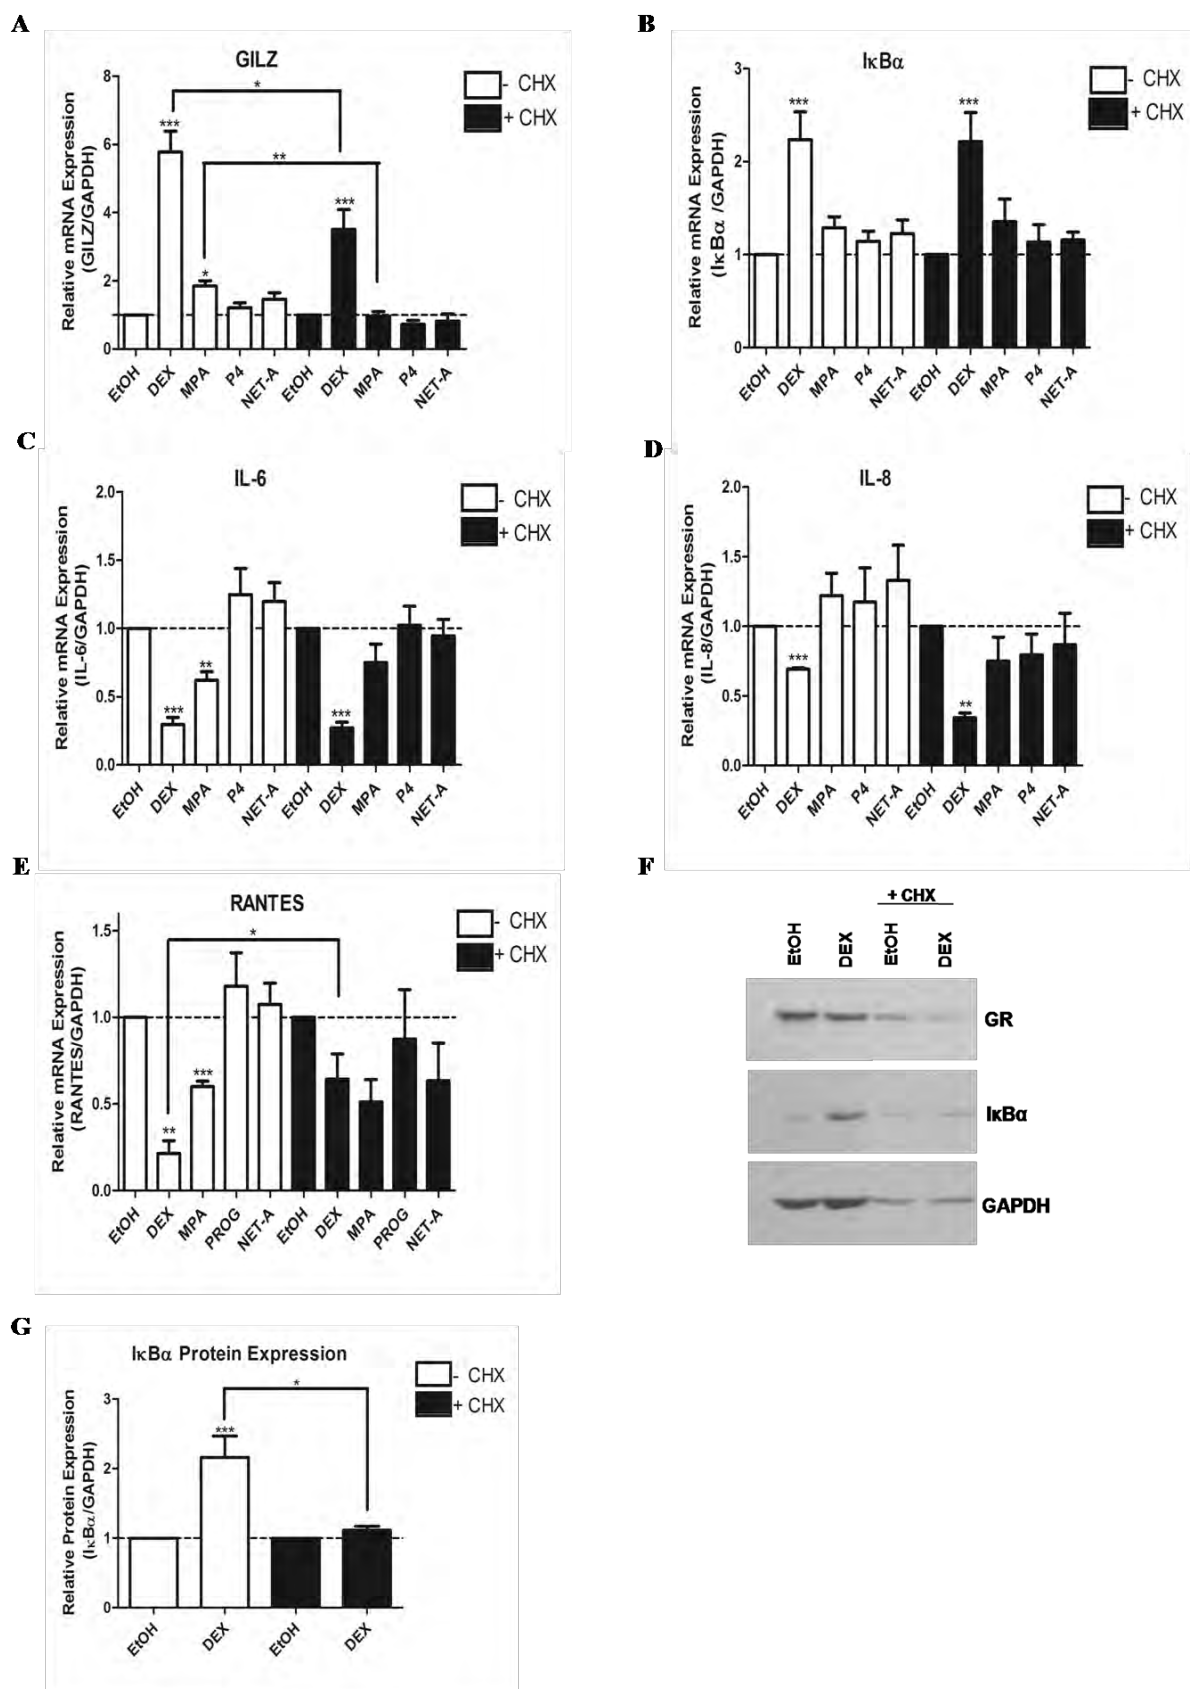 A
GILZ
- CHX
+ CHX
Relative mRNA Expression
(GILZ/GAPDH)
8
6
4
2
0
***
*
*
**
***
EtOH
DEX
MPA
P4
NET-A
EtOH
DEX
MPA
P4
NET-A
B
IκBα
- CHX
+ CHX
Relative mRNA Expression
(IκBα /GAPDH)
3
2
1
0
***
***
EtOH
DEX
MPA
P4
NET-A
EtOH
DEX
MPA
P4
NET-A
C
IL-6
- CHX
+ CHX
Relative mRNA Expression
(IL-6/GAPDH)
2.0
1.5
1.0
0.5
0.0
***
**
***
EtOH
DEX
MPA
P4
NET-A
EtOH
DEX
MPA
P4
NET-A
D
IL-8
- CHX
+ CHX
Relative mRNA Expression
(IL-8/GAPDH)
2.0
1.5
1.0
0.5
0.0
***
**
EtOH
DEX
MPA
P4
NET-A
EtOH
DEX
MPA
P4
NET-A
E
RANTES
- CHX
+ CHX
Relative mRNA Expression
(RANTES/GAPDH)
1.5
1.0
0.5
0.0
*
**
***
EtOH
DEX
MPA
PROG
NET-A
EtOH
DEX
MPA
PROG
NET-A
F
+ CHX
EtOH
DEX
EtOH
DEX
GR
IκBα
GAPDH
G
IκBα Protein Expression
- CHX
+ CHX
Relative Protein Expression
(IκBα/GAPDH)
3
2
1
0
***
*
EtOH
DEX
EtOH
DEX